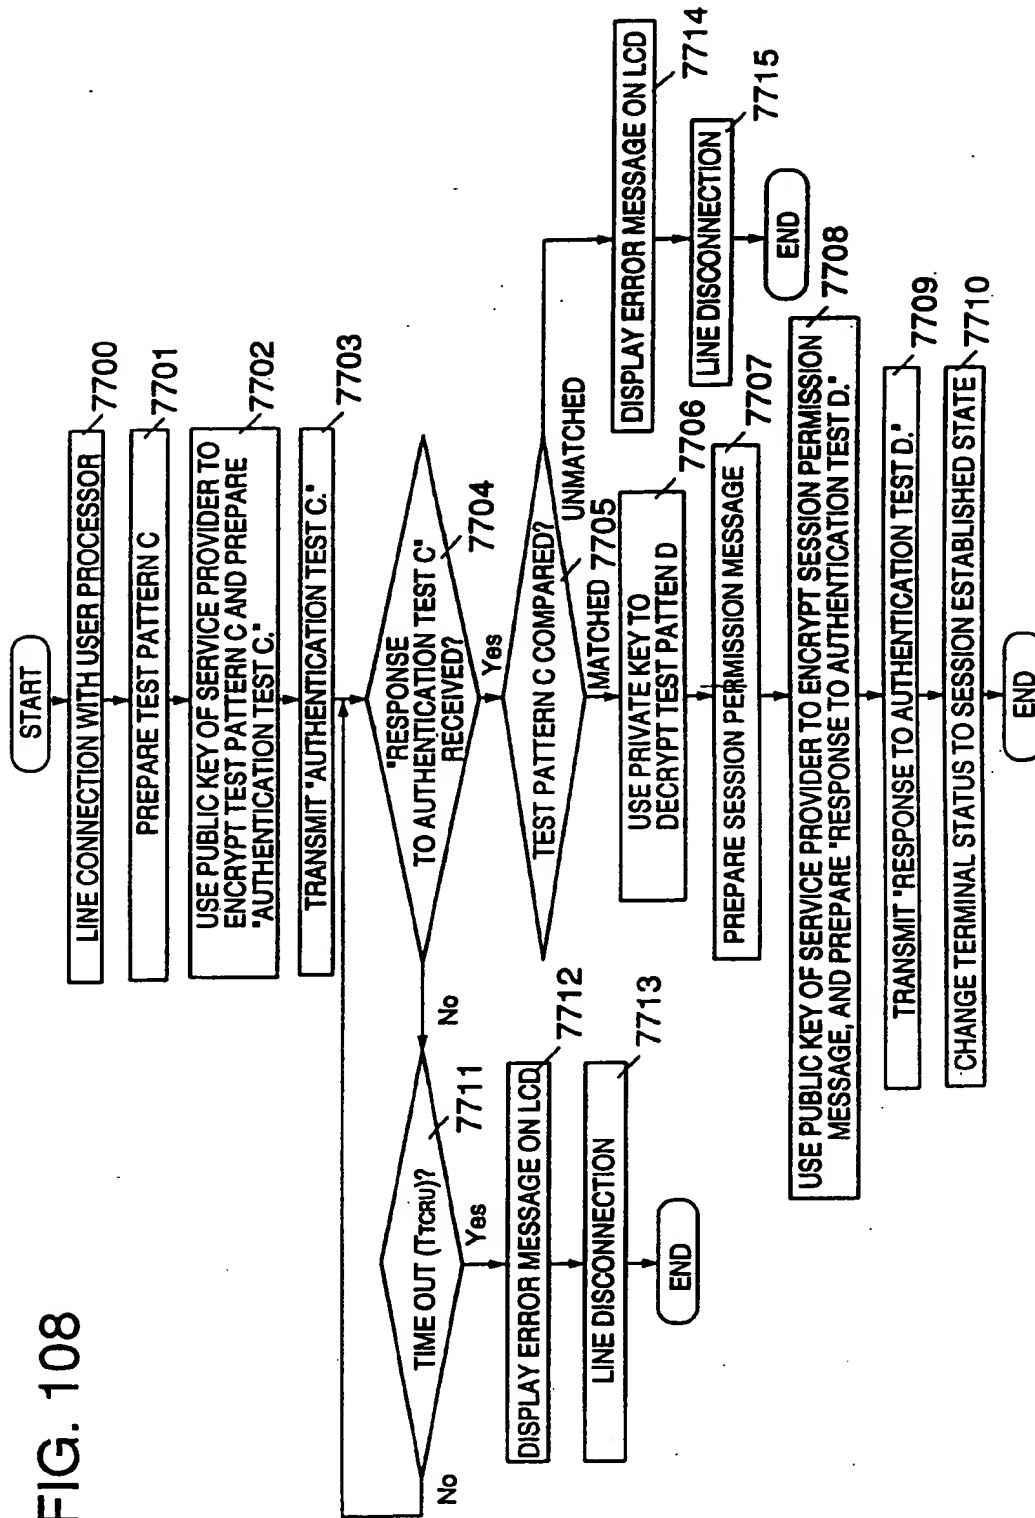 FIG. 108
START
LINE CONNECTION WITH USER PROCESSOR
7700
PREPARE TEST PATTERN C
7701
USE PUBLIC KEY OF SERVICE PROVIDER TO
ENCRYPT TEST PATTERN C AND PREPARE
"AUTHENTICATION TEST C."
7702
TRANSMIT "AUTHENTICATION TEST C."
7703
"RESPONSE
TO AUTHENTICATION TEST C"
RECEIVED?
7704
No
Yes
TIME OUT (TTCRU)?
7711
No
Yes
DISPLAY ERROR MESSAGE ON LCD
7712
LINE DISCONNECTION
7713
END
TEST PATTERN C COMPARED?
7705
UNMATCHED
MATCHED
DISPLAY ERROR MESSAGE ON LCD
7714
LINE DISCONNECTION
7715
END
USE PRIVATE KEY TO
DECRYPT TEST PATTEN D
7706
PREPARE SESSION PERMISSION MESSAGE
7707
USE PUBLIC KEY OF SERVICE PROVIDER TO ENCRYPT SESSION PERMISSION
MESSAGE, AND PREPARE "RESPONSE TO AUTHENTICATION TEST D."
7708
TRANSMIT "RESPONSE TO AUTHENTICATION TEST D."
7709
CHANGE TERMINAL STATUS TO SESSION ESTABLISHED STATE
7710
END